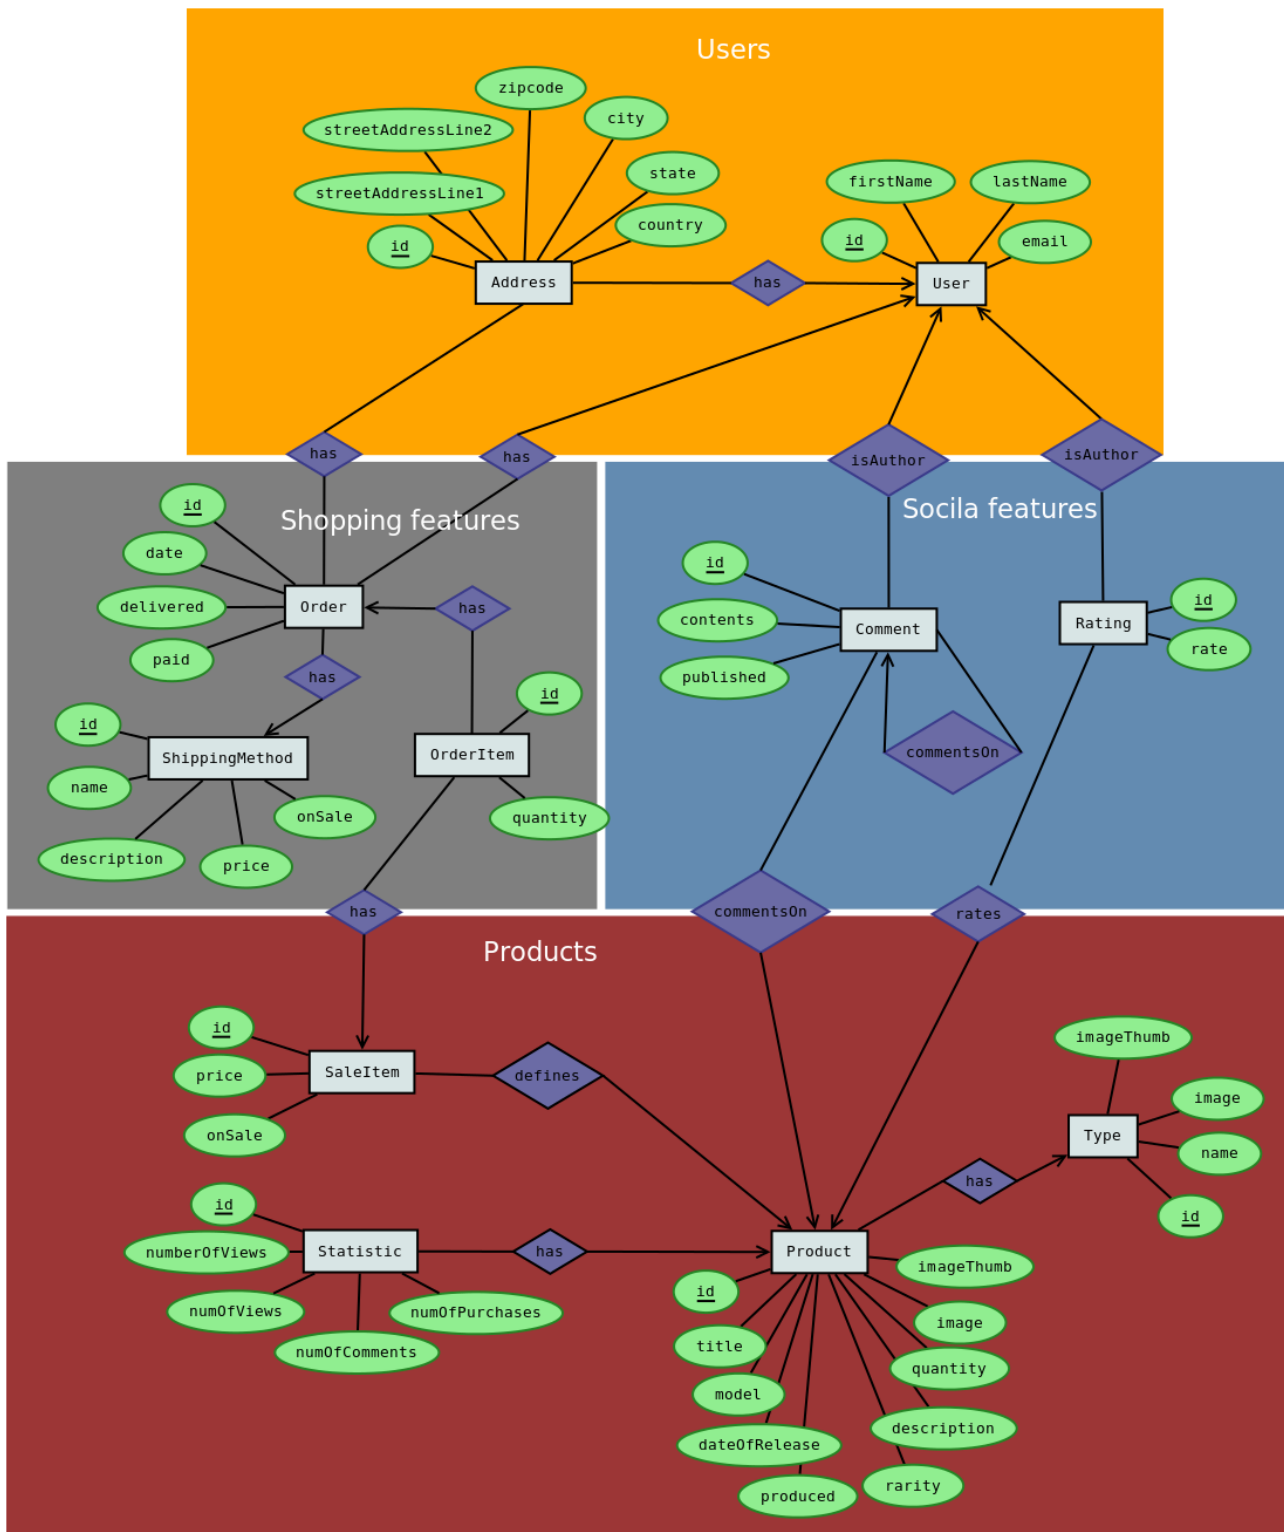 Users
zipcode
city
streetAddressLine2
state
firstName
lastName
streetAddressLine1
country
id
id
email
Address
has
User
has
has
isAuthor
isAuthor
Shopping features
Socila features
id
date
delivered
Order
has
paid
has
id
id
ShippingMethod
OrderItem
name
onSale
quantity
description
price
id
contents
Comment
published
commentsOn
Rating
id
rate
has
commentsOn
rates
Products
id
price
SaleItem
defines
onSale
imageThumb
image
Type
name
has
id
id
numberOfViews
Statistic
has
Product
numOfViews
numOfPurchases
numOfComments
id
imageThumb
title
image
model
quantity
dateOfRelease
description
produced
rarity